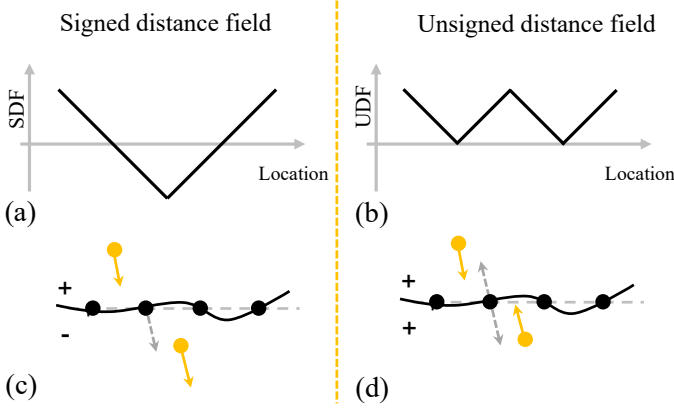 Signed distance field
Unsigned distance field
SDF
Location
UDF
Location
(a)
(b)
+
-
+
+
(c)
(d)